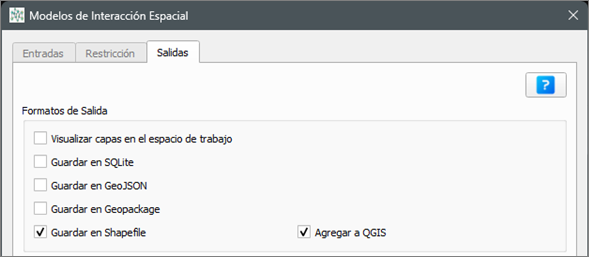 Modelos de Interacción Espacial
Entradas Restricción Salidas
?
Formatos de Salida
Visualizar capas en el espacio de trabajo
Guardar en SQLite
Guardar en GeoJSON
Guardar en Geopackage
Guardar en Shapefile Agregar a QGIS